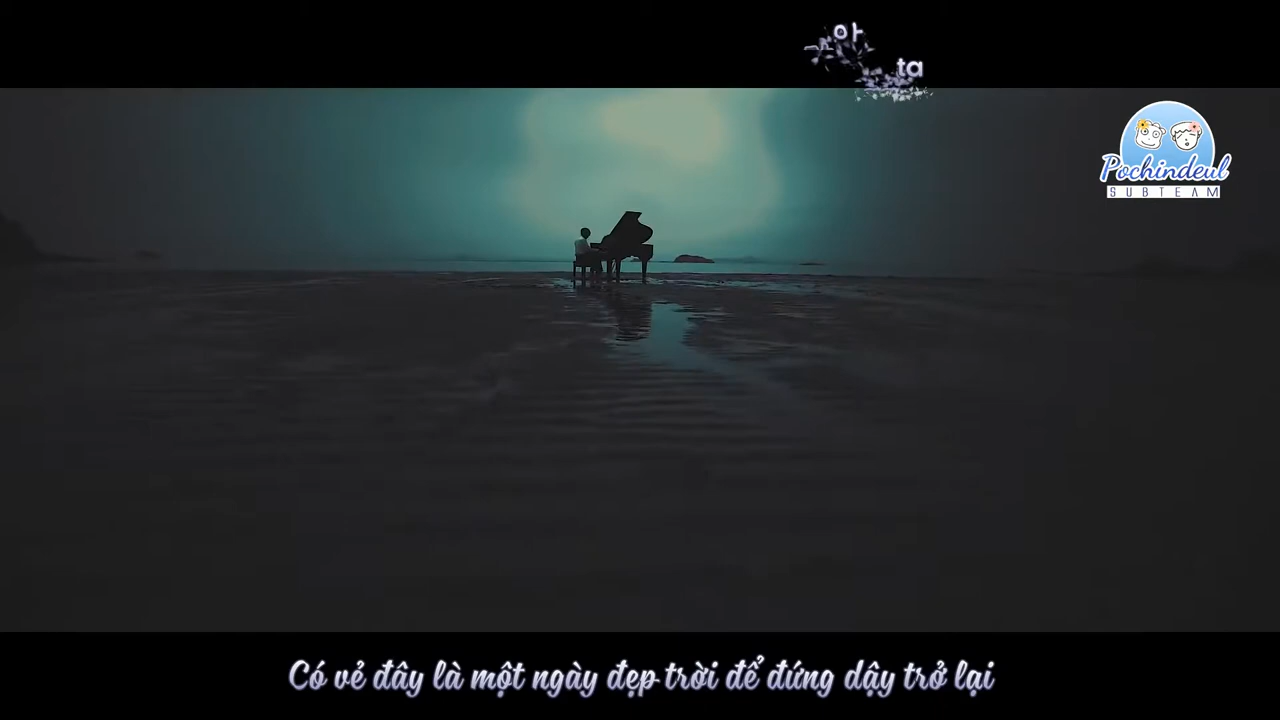 아
ta
Pochindeul
SUBTEAM
Có vẻ đây là một ngày đẹp trời để đứng dậy trở lại